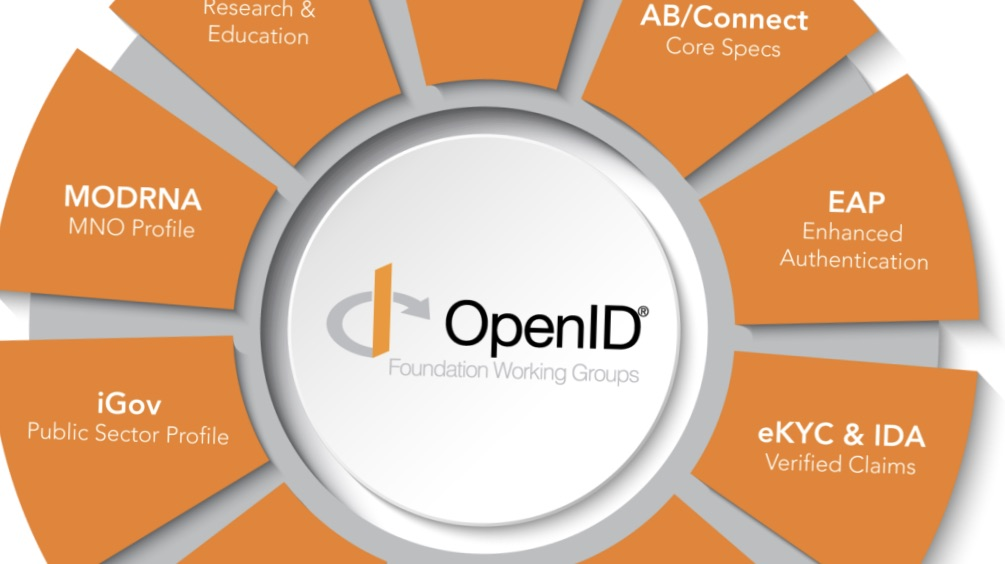 Research &
Education
AB/Connect
Core Specs
MODRNA
MNO Profile
EAP
Enhanced
Authentication
OpenID®
Foundation Working Groups
iGov
Public Sector Profile
eKYC & IDA
Verified Claims